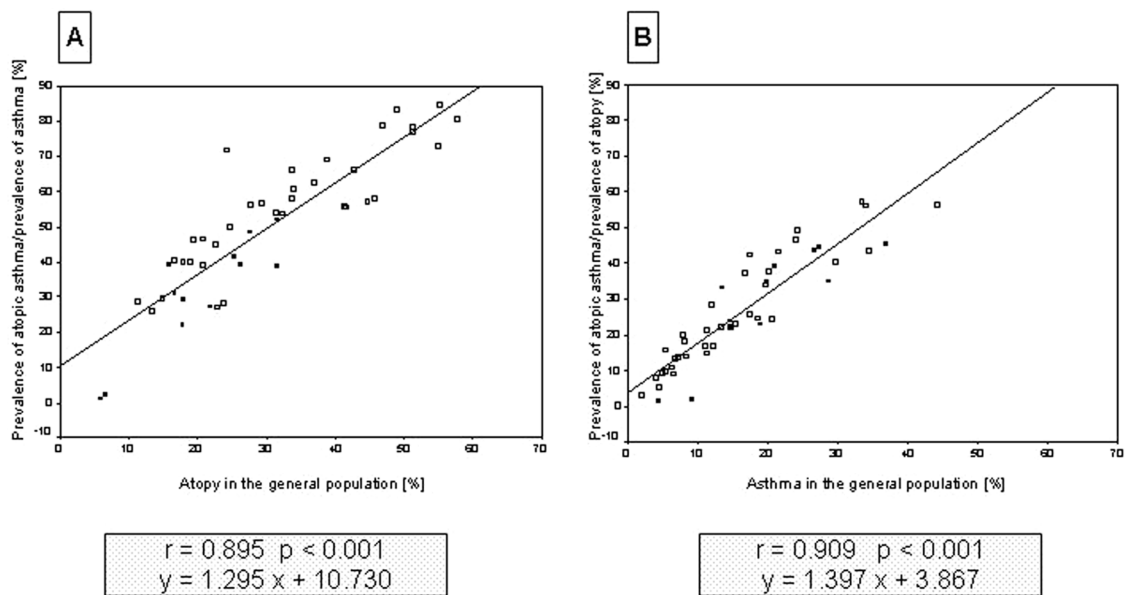 A
Prevalence of atopic asthma/prevalence of asthma [%]
90
80
70
60
50
40
30
20
10
0
-10
0 10 20 30 40 50 60 70
Atopy in the general population [%]
r = 0.895 p < 0.001
y = 1.295 x + 10.730
B
Prevalence of atopic asthma/prevalence of atopy [%]
90
80
70
60
50
40
30
20
10
0
-10
0 10 20 30 40 50 60 70
Asthma in the general population [%]
r = 0.909 p < 0.001
y = 1.397 x + 3.867